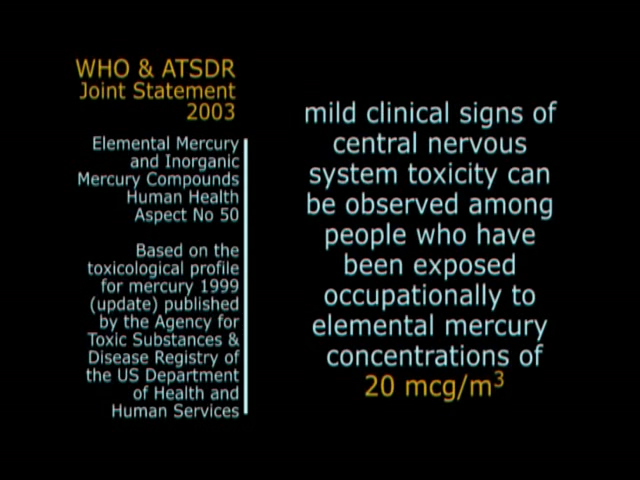 WHO & ATSDR
Joint Statement
2003
Elemental Mercury
and Inorganic
Mercury Compounds
Human Health
Aspect No 50
Based on the
toxicological profile
for mercury 1999
(update) published
by the Agency for
Toxic Substances &
Disease Registry of
the US Department
of Health and
Human Services
mild clinical signs of
central nervous
system toxicity can
be observed among
people who have
been exposed
occupationally to
elemental mercury
concentrations of
20 mcg/m³